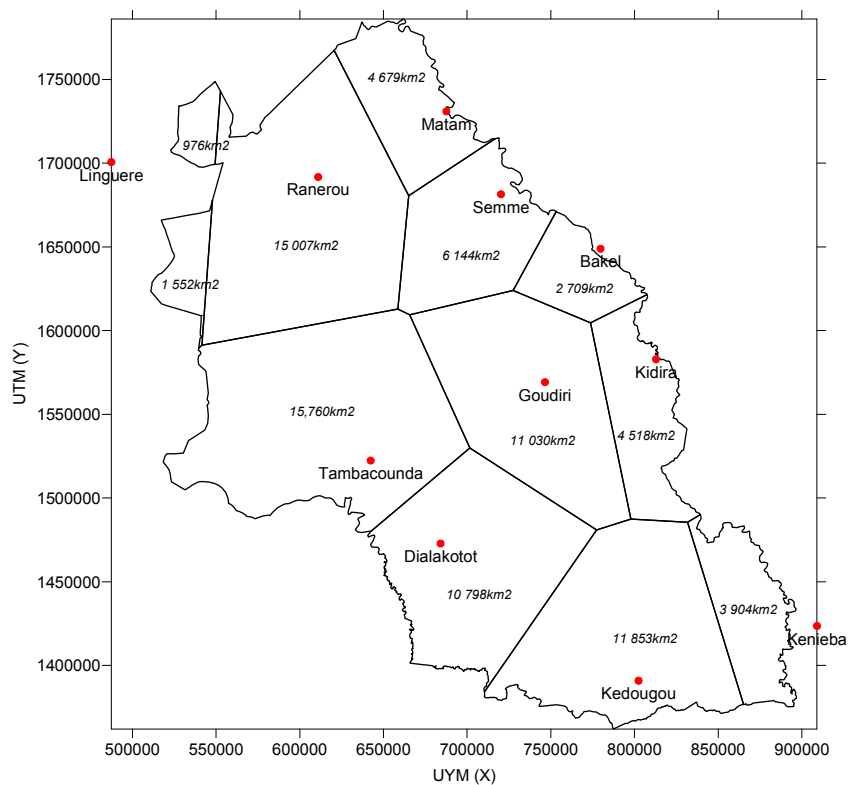 1750000
1700000
1650000
1600000
1550000
1500000
1450000
1400000
UTM (Y)
4 679km2
Matam
976km2
Linguere
Ranerou
Semme
15 007km2
6 144km2
Bakel
1 552km2
2 709km2
Kidira
Goudiri
15,760km2
11 030km2
4 518km2
Tambacounda
Dialakotot
10 798km2
3 904km2
11 853km2
Kenieba
Kedougou
500000 550000 600000 650000 700000 750000 800000 850000 900000
UYM (X)